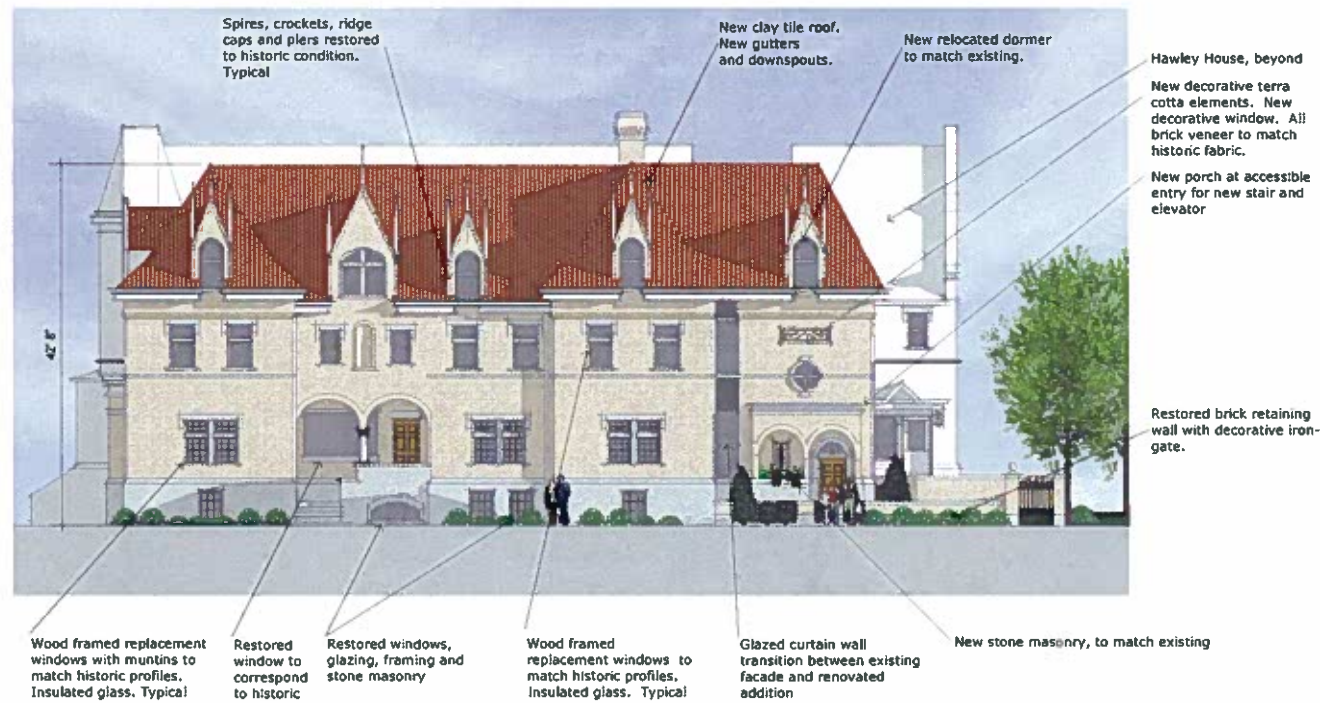 Spires, crockets, ridge
caps and piers restored
to historic condition.
Typical
New clay tile roof.
New gutters
and downspouts.
New relocated dormer
to match existing.
Hawley House, beyond
New decorative terra
cotta elements. New
decorative window. All
brick veneer to match
historic fabric.
New porch at accessible
entry for new stair and
elevator
42' 8"
Restored brick retaining
wall with decorative iron-
gate.
Wood framed replacement
windows with muntins to
match historic profiles.
Insulated glass. Typical
Restored
window to
correspond
to historic
Restored windows,
glazing, framing and
stone masonry
Wood framed
replacement windows to
match historic profiles.
Insulated glass. Typical
Glazed curtain wall
transition between existing
facade and renovated
addition
New stone masonry, to match existing